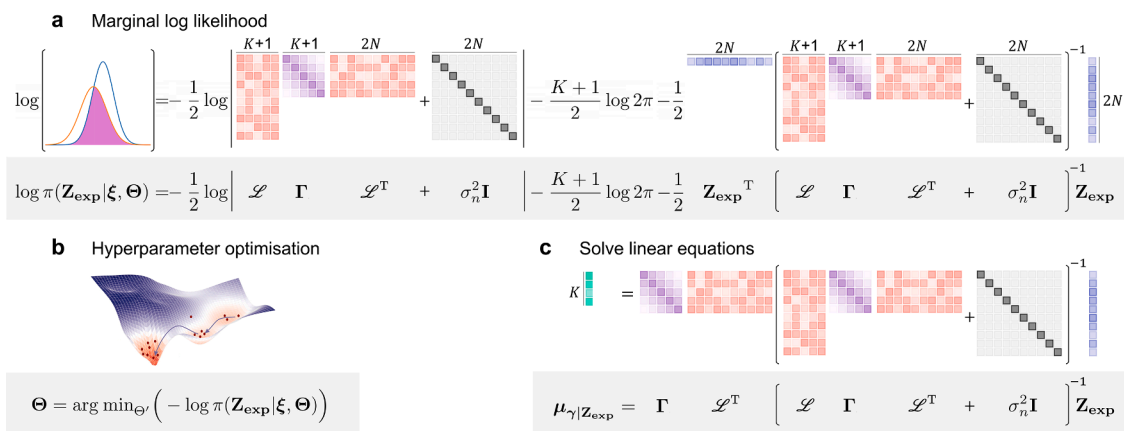 a Marginal log likelihood
K+1 K+1 2N 2N 2N K+1 K+1 2N 2N
log = − 1/2 log + − K + 1/2 log 2π − 1/2 + −1 2N
log π(Z_exp|ξ, Θ) = − 1/2 log | ℒ Γ ℒ^T + σ_n^2 I | − K + 1/2 log 2π − 1/2 Z_exp^T ( ℒ Γ ℒ^T + σ_n^2 I )^−1 Z_exp
b Hyperparameter optimisation
Θ = arg min_Θ′ ( − log π(Z_exp|ξ, Θ) )
c Solve linear equations
K = + −1
μ_γ|Z_exp = Γ ℒ^T ( ℒ Γ ℒ^T + σ_n^2 I )^−1 Z_exp